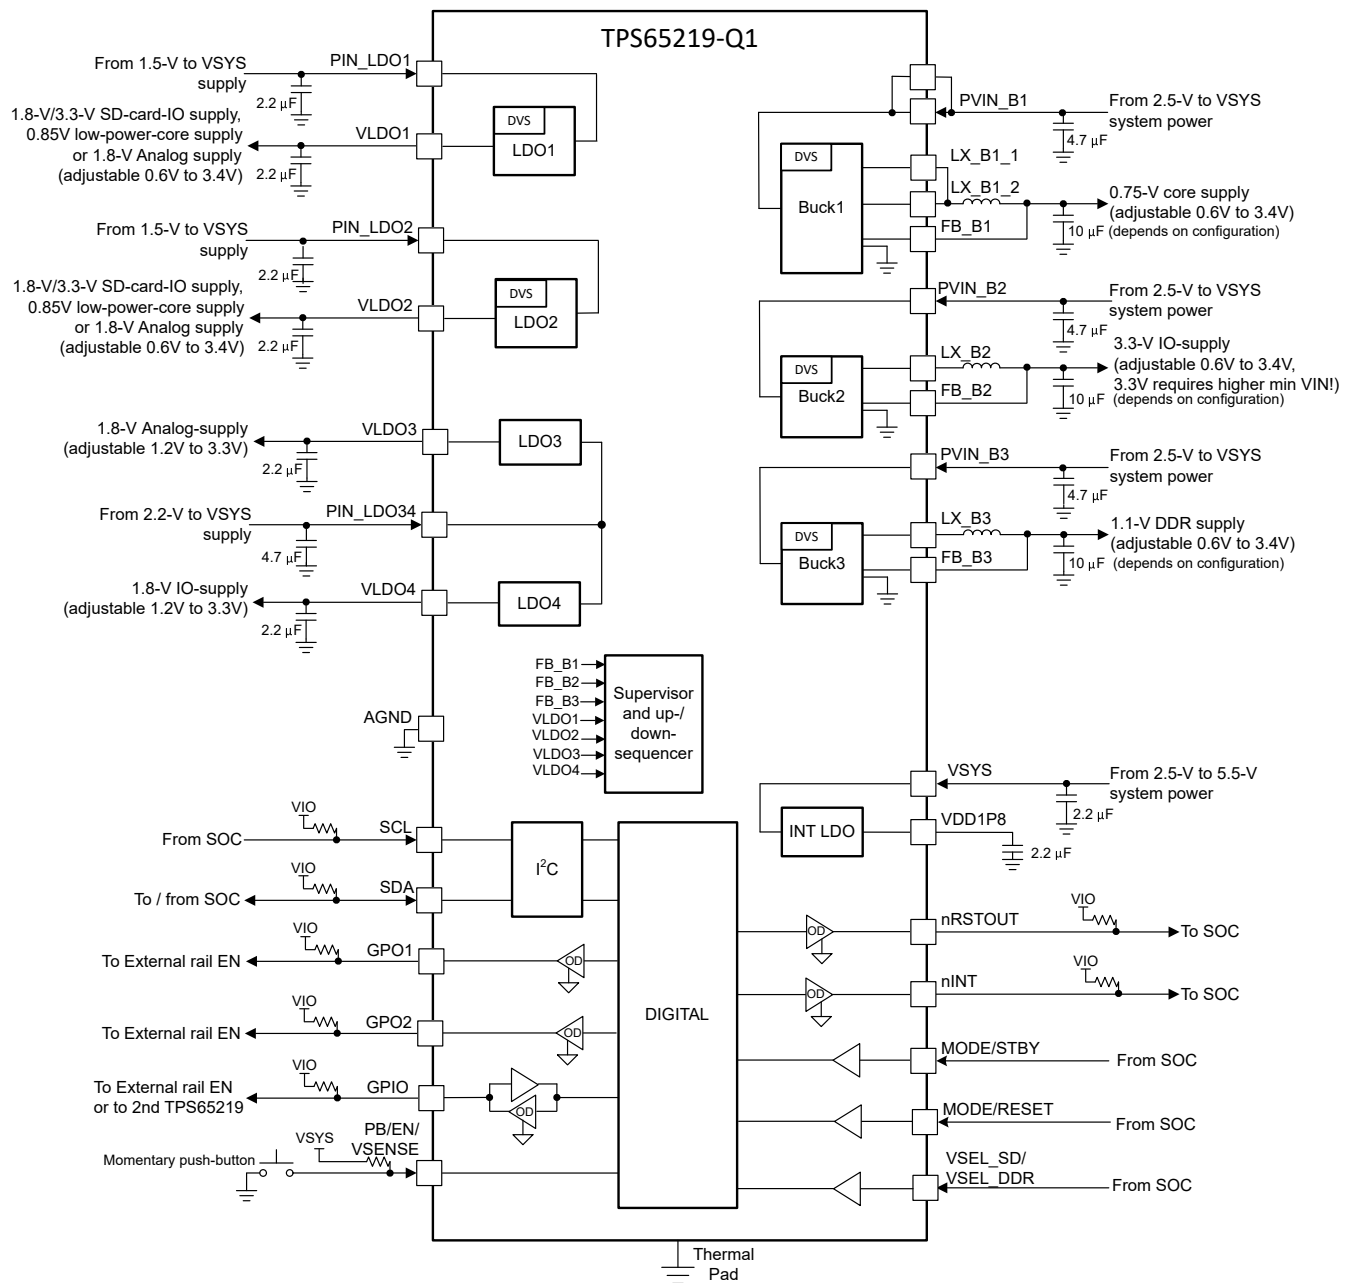 TPS65219-Q1
From 1.5-V to VSYS
supply
PIN_LDO1
2.2 µF
1.8-V/3.3-V SD-card-IO supply,
0.85V low-power-core supply
or 1.8-V Analog supply
(adjustable 0.6V to 3.4V)
VLDO1
2.2 µF
DVS
LDO1
From 1.5-V to VSYS
supply
PIN_LDO2
2.2 µF
1.8-V/3.3-V SD-card-IO supply,
0.85V low-power-core supply
or 1.8-V Analog supply
(adjustable 0.6V to 3.4V)
VLDO2
2.2 µF
DVS
LDO2
1.8-V Analog-supply
(adjustable 1.2V to 3.3V)
VLDO3
2.2 µF
LDO3
From 2.2-V to VSYS
supply
PIN_LDO34
4.7 µF
1.8-V IO-supply
(adjustable 1.2V to 3.3V)
VLDO4
2.2 µF
LDO4
PVIN_B1
From 2.5-V to VSYS
system power
4.7 µF
DVS
Buck1
LX_B1_1
LX_B1_2
FB_B1
0.75-V core supply
(adjustable 0.6V to 3.4V)
(depends on configuration)
10 µF
PVIN_B2
From 2.5-V to VSYS
system power
4.7 µF
DVS
Buck2
LX_B2
FB_B2
3.3-V IO-supply
(adjustable 0.6V to 3.4V,
3.3V requires higher min VIN!)
(depends on configuration)
10 µF
PVIN_B3
From 2.5-V to VSYS
system power
4.7 µF
DVS
Buck3
LX_B3
FB_B3
1.1-V DDR supply
(adjustable 0.6V to 3.4V)
(depends on configuration)
10 µF
FB_B1
FB_B2
FB_B3
VLDO1
VLDO2
VLDO3
VLDO4
Supervisor
and up-/
down-
sequencer
AGND
VSYS
From 2.5-V to 5.5-V
system power
2.2 µF
INT LDO
VDD1P8
2.2 µF
From SOC
VIO
SCL
I²C
To / from SOC
VIO
SDA
To External rail EN
VIO
GPO1
OD
To External rail EN
VIO
GPO2
OD
To External rail EN
or to 2nd TPS65219
VIO
GPIO
OD
Momentary push-button
VSYS
PB/EN/
VSENSE
DIGITAL
OD
nRSTOUT
VIO
To SOC
OD
nINT
VIO
To SOC
MODE/STBY
From SOC
MODE/RESET
From SOC
VSEL_SD/
VSEL_DDR
From SOC
Thermal
Pad